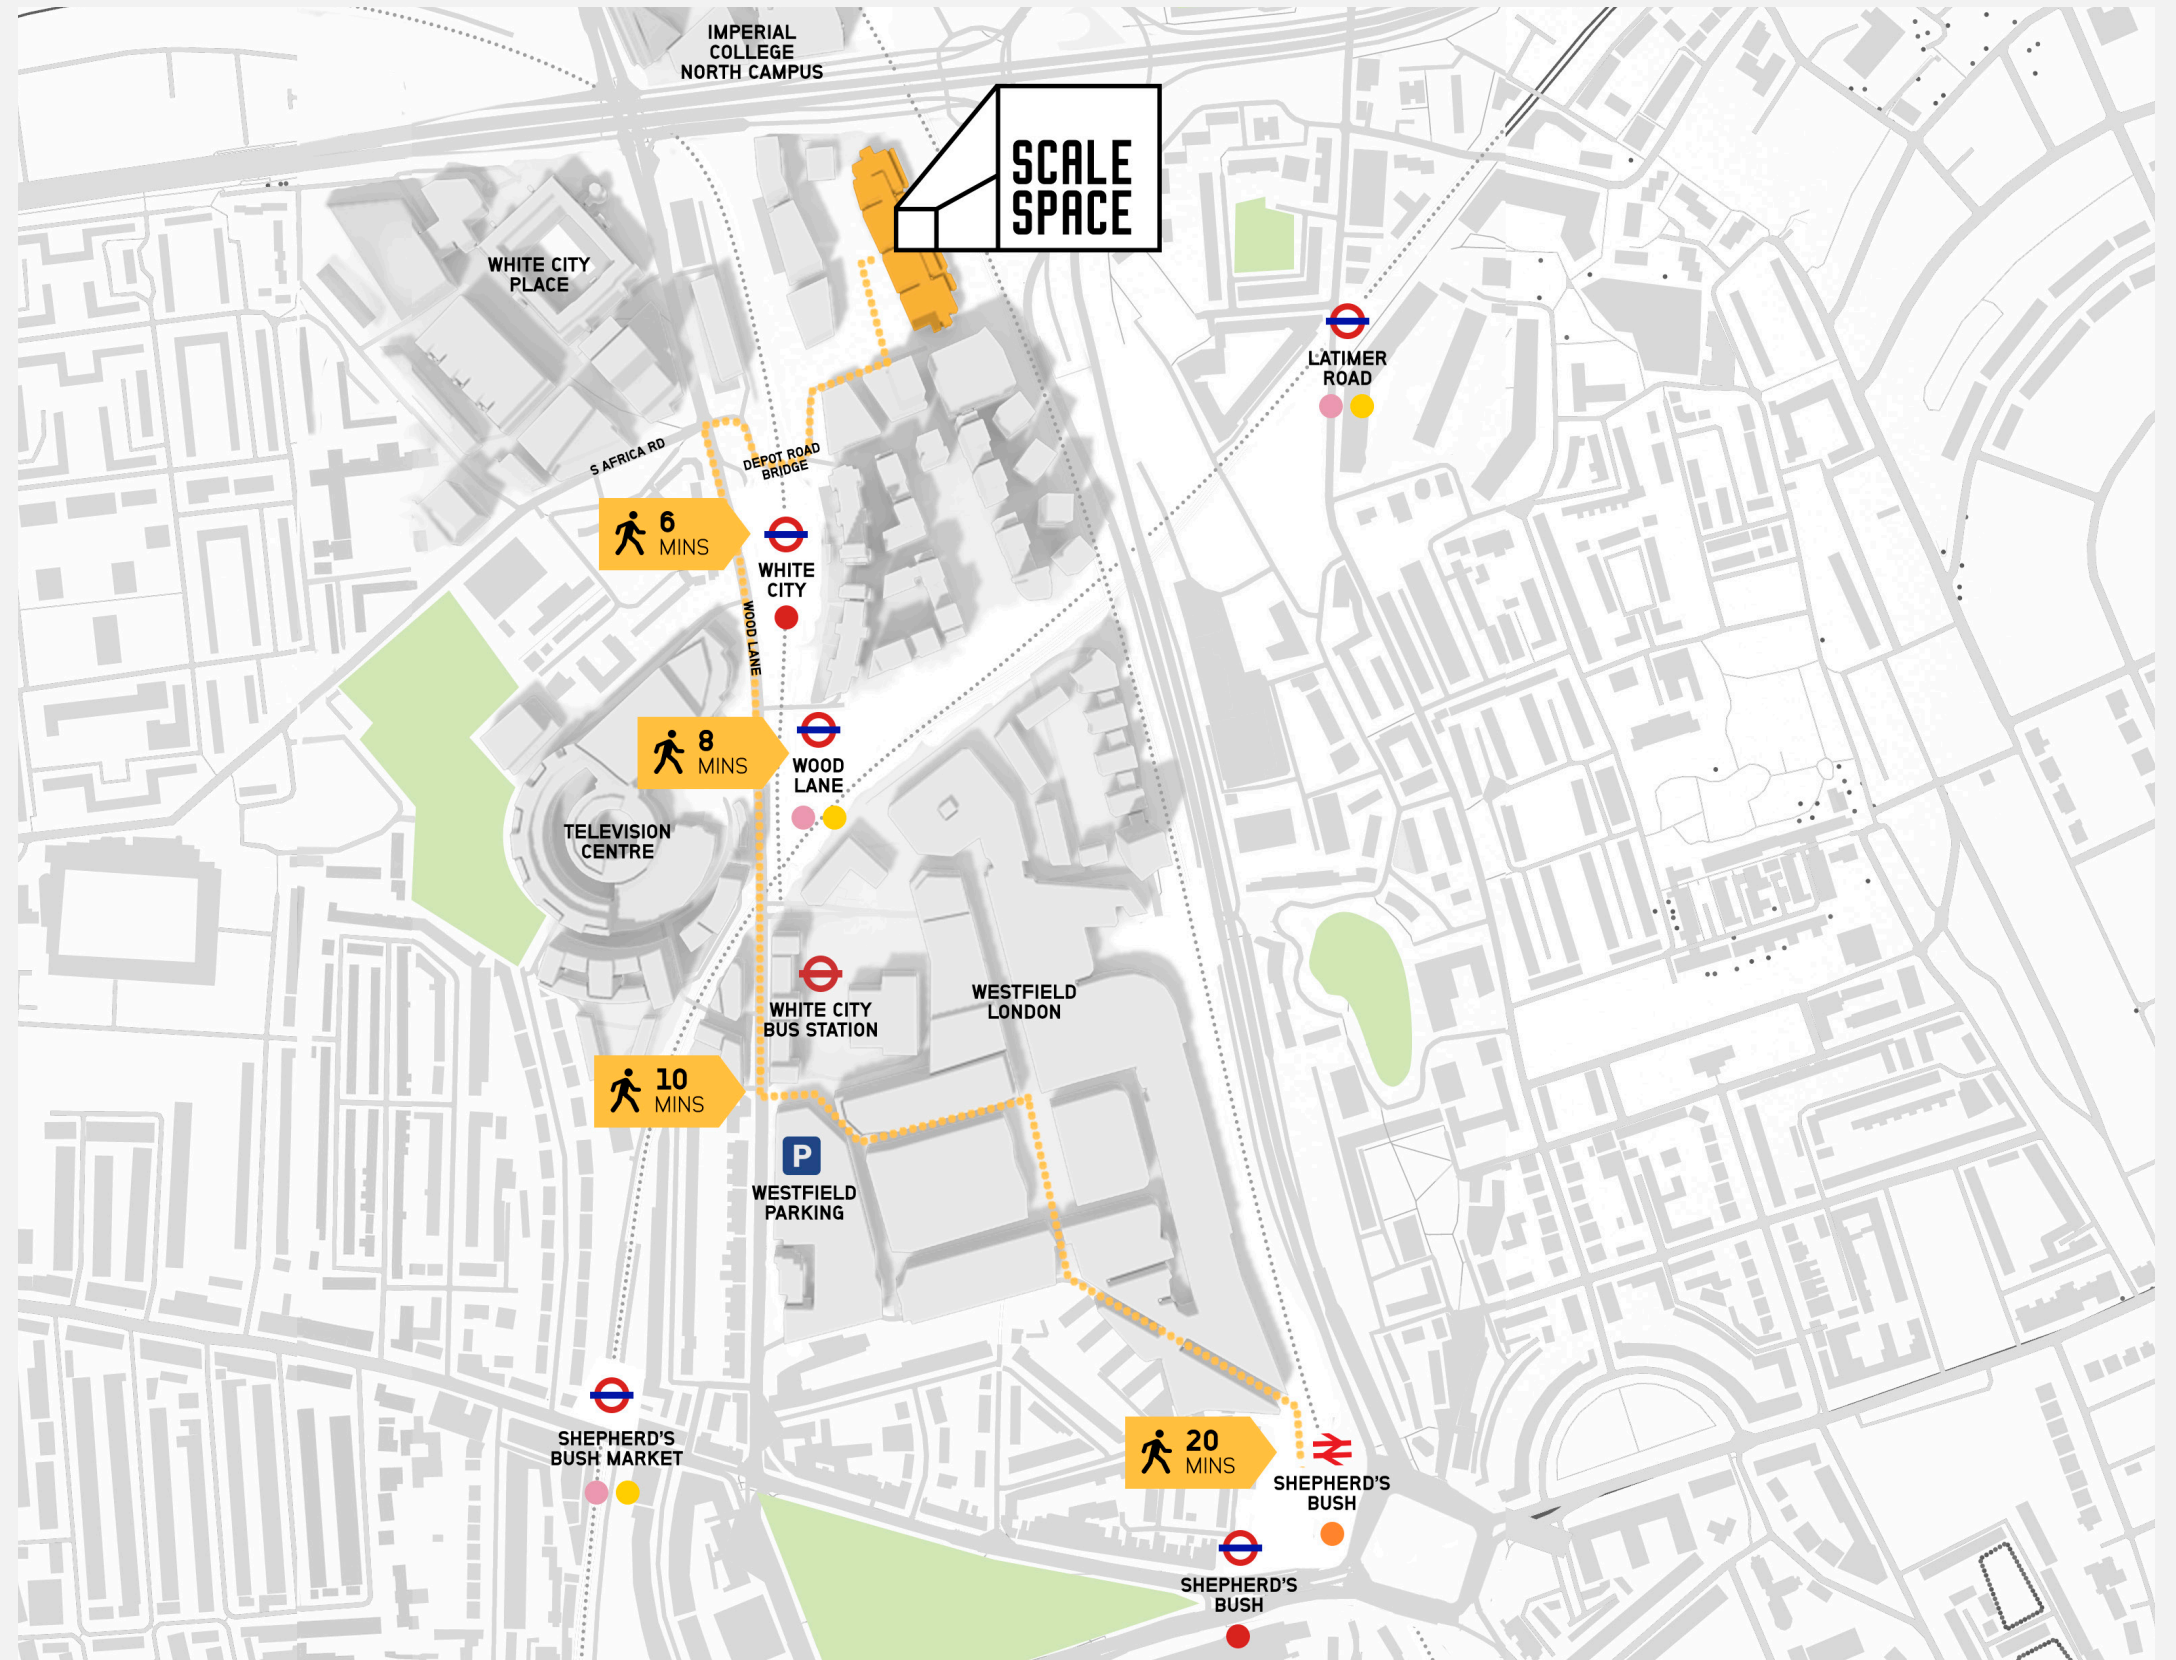 IMPERIAL
COLLEGE
NORTH CAMPUS
SCALE
SPACE
WHITE CITY
PLACE
LATIMER
ROAD
S AFRICA RD
DEPOT ROAD
BRIDGE
6
MINS
WHITE
CITY
WOOD LANE
8
MINS
WOOD
LANE
TELEVISION
CENTRE
WHITE CITY
BUS STATION
WESTFIELD
LONDON
10
MINS
P
WESTFIELD
PARKING
SHEPHERD'S
BUSH MARKET
20
MINS
SHEPHERD'S
BUSH
SHEPHERD'S
BUSH